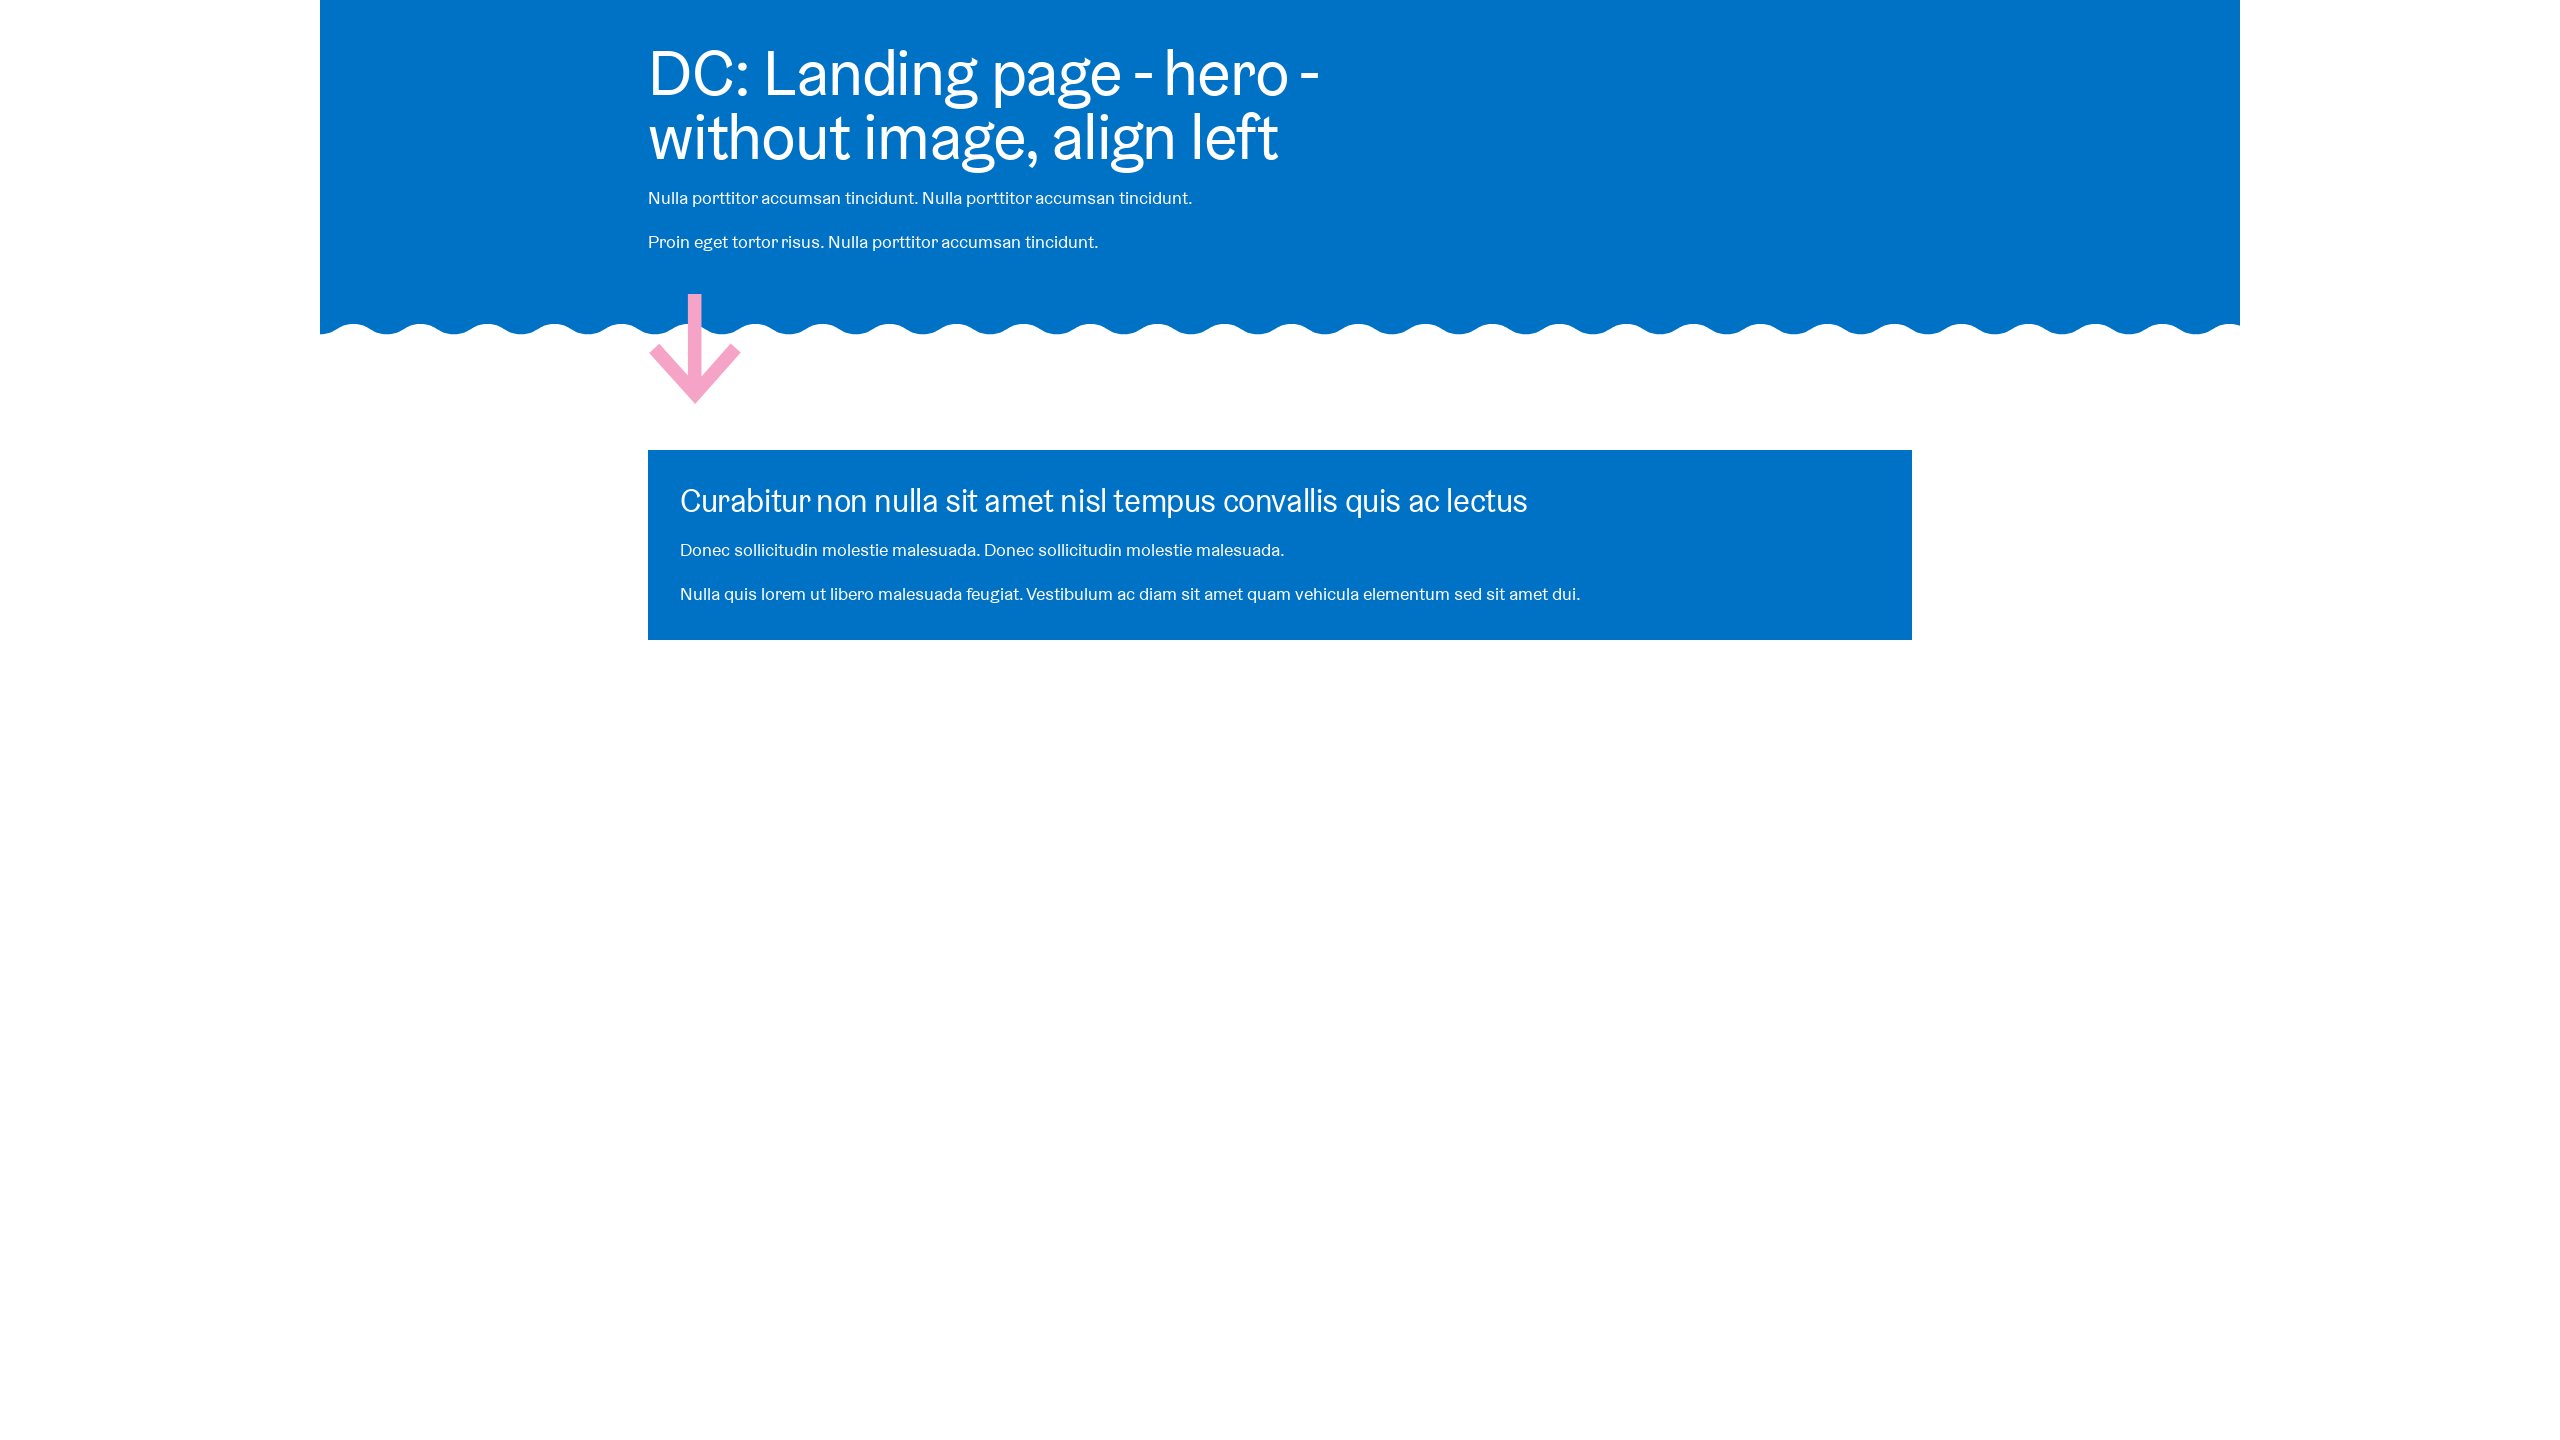 DC: Landing page - hero -
without image, align left
Nulla porttitor accumsan tincidunt. Nulla porttitor accumsan tincidunt.
Proin eget tortor risus. Nulla porttitor accumsan tincidunt.
Curabitur non nulla sit amet nisl tempus convallis quis ac lectus
Donec sollicitudin molestie malesuada. Donec sollicitudin molestie malesuada.
Nulla quis lorem ut libero malesuada feugiat. Vestibulum ac diam sit amet quam vehicula elementum sed sit amet dui.